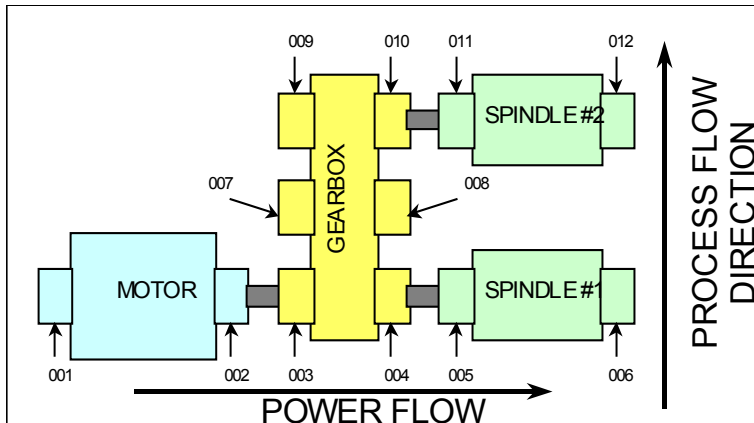 009
010
011
012
SPINDLE#2
GEARBOX
007
008
MOTOR
SPINDLE#1
001
002
003
004
005
006
POWER FLOW
PROCESS FLOW
DIRECTION